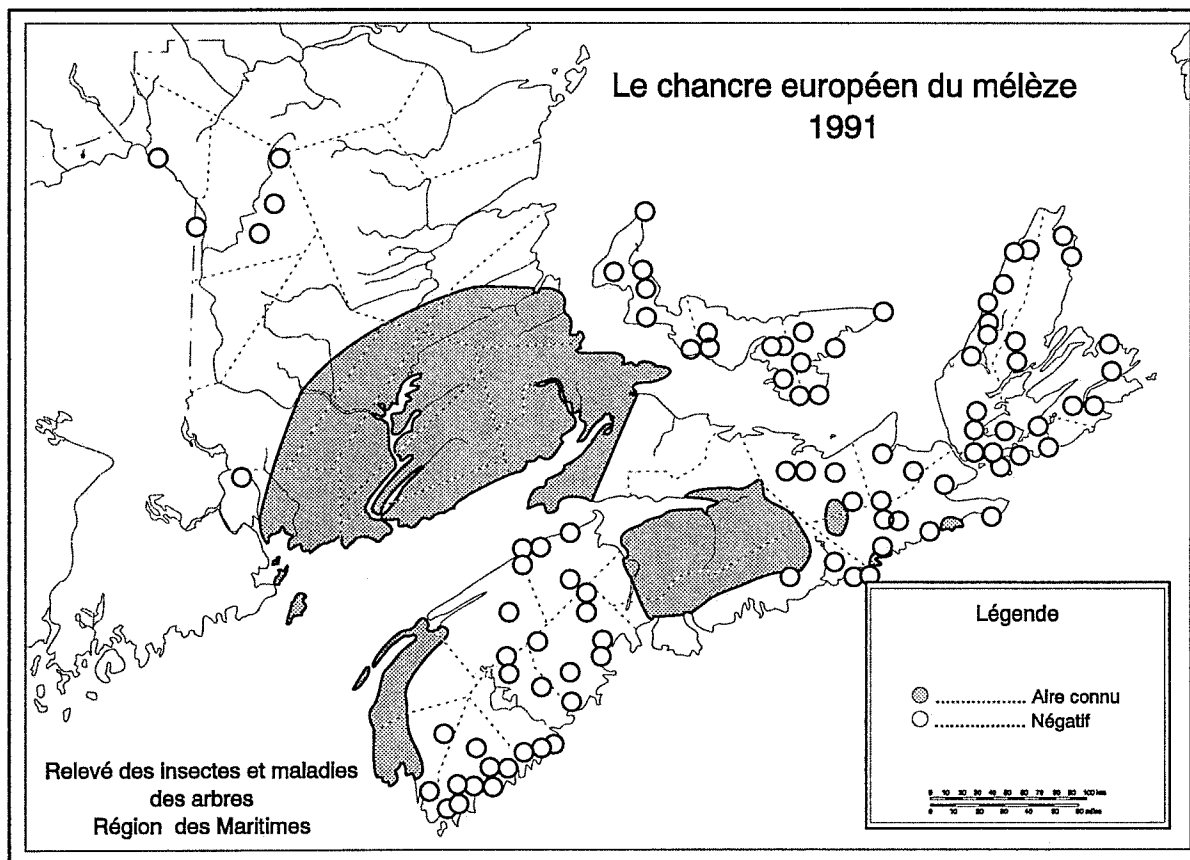 Le chancre européen du mélèze
1991
Légende
Aire connu
Négatif
Relevé des insectes et maladies
des arbres
Région des Maritimes